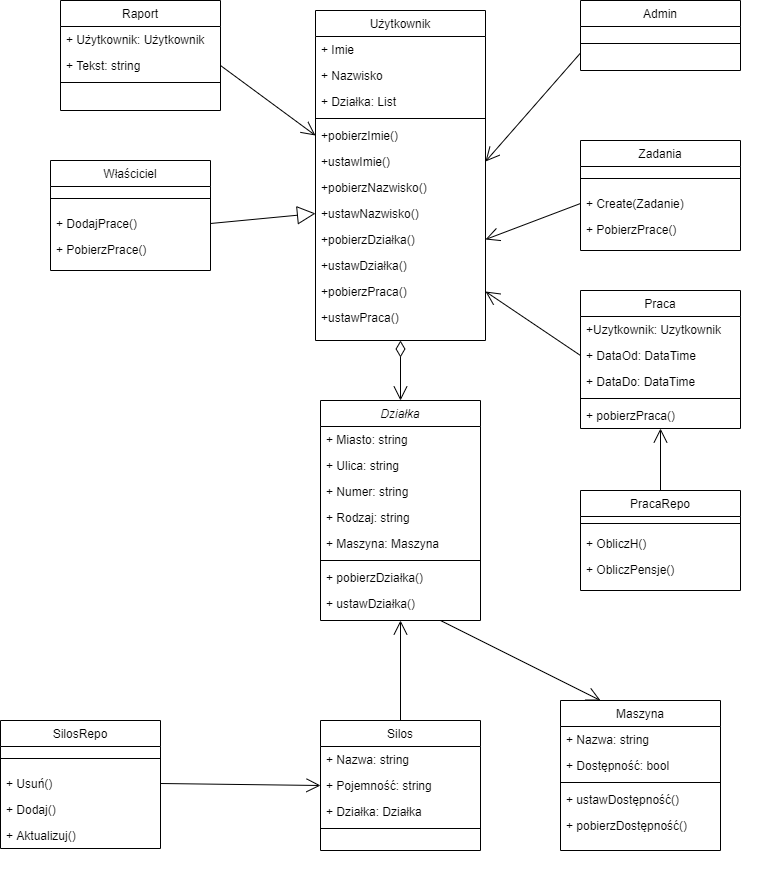 Raport
+ Użytkownik: Użytkownik
+ Tekst: string
Użytkownik
+ Imie
+ Nazwisko
+ Działka: List
+pobierzImie()
+ustawImie()
+pobierzNazwisko()
+ustawNazwisko()
+pobierzDziałka()
+ustawDziałka()
+pobierzPraca()
+ustawPraca()
Admin
Właściciel
+ DodajPrace()
+ PobierzPrace()
Zadania
+ Create(Zadanie)
+ PobierzPrace()
Praca
+Uzytkownik: Uzytkownik
+ DataOd: DataTime
+ DataDo: DataTime
+ pobierzPraca()
Działka
+ Miasto: string
+ Ulica: string
+ Numer: string
+ Rodzaj: string
+ Maszyna: Maszyna
+ pobierzDziałka()
+ ustawDziałka()
PracaRepo
+ ObliczH()
+ ObliczPensje()
SilosRepo
+ Usuń()
+ Dodaj()
+ Aktualizuj()
Silos
+ Nazwa: string
+ Pojemność: string
+ Działka: Działka
Maszyna
+ Nazwa: string
+ Dostępność: bool
+ ustawDostępność()
+ pobierzDostępność()